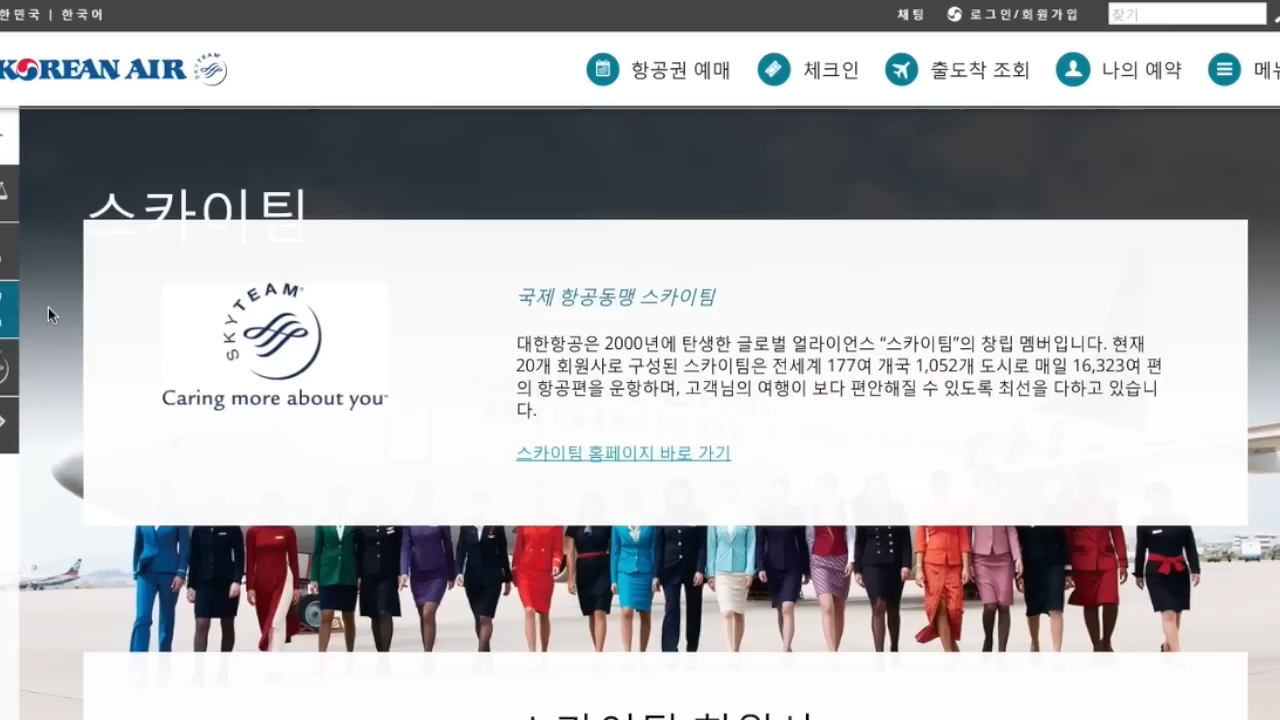 한민국 | 한국어
채팅
로그인/회원가입
찾기
KOREAN AIR
SKYTEAM
항공권 예매
체크인
출도착 조회
나의 예약
메뉴
스카이팀
SKYTEAM
Caring more about you
국제 항공동맹 스카이팀
대한항공은 2000년에 탄생한 글로벌 얼라이언스 “스카이팀”의 창립 멤버입니다. 현재
20개 회원사로 구성된 스카이팀은 전세계 177여 개국 1,052개 도시로 매일 16,323여 편
의 항공편을 운항하며, 고객님의 여행이 보다 편안해질 수 있도록 최선을 다하고 있습니
다.
스카이팀 홈페이지 바로 가기
스카이팀 회원사